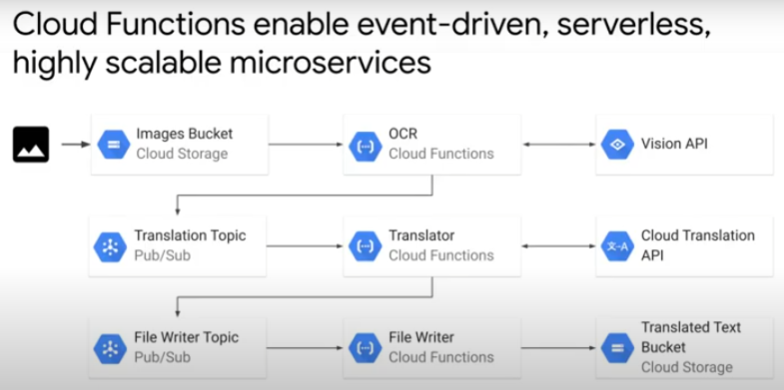 Cloud Functions enable event-driven, serverless,
highly scalable microservices
Images Bucket
Cloud Storage
OCR
Cloud Functions
Vision API
Translation Topic
Pub/Sub
Translator
Cloud Functions
文-A
Cloud Translation
API
File Writer Topic
Pub/Sub
File Writer
Cloud Functions
Translated Text
Bucket
Cloud Storage